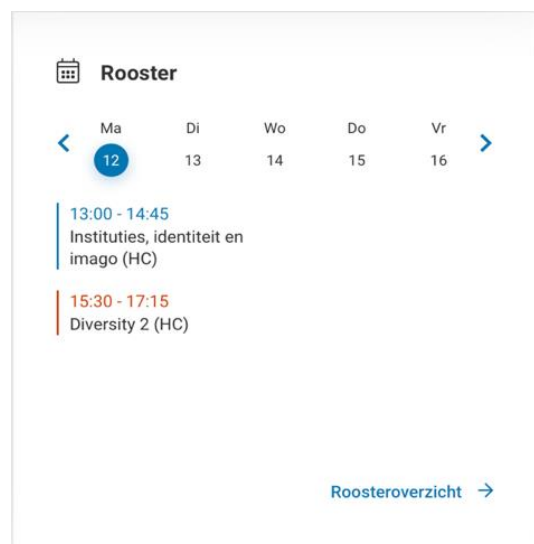 Rooster
Ma Di Wo Do Vr
12 13 14 15 16
13:00 - 14:45
Instituties, identiteit en
imago (HC)
15:30 - 17:15
Diversity 2 (HC)
Roosteroverzicht